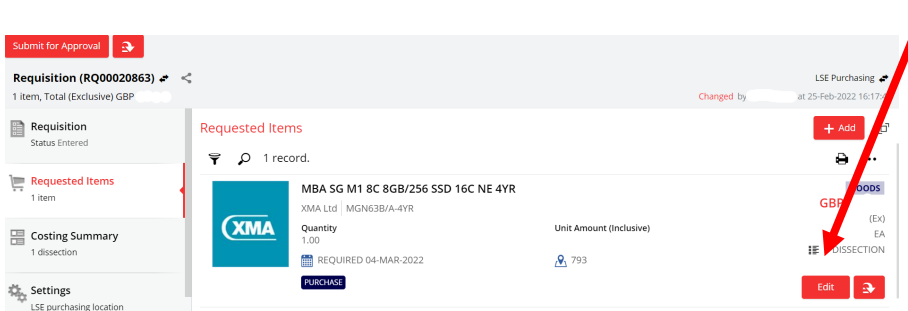 Submit for Approval
Requisition (RQ00020863)
LSE Purchasing
1 item, Total (Exclusive) GBP
Changed by at 25-Feb-2022 16:17:4
Requisition
Status Entered
Requested Items
1 item
Costing Summary
1 dissection
Settings
LSE purchasing location
Requested Items
+ Add
1 record.
XMA
MBA SG M1 8C 8GB/256 SSD 16C NE 4YR
XMA Ltd | MGN63B/A-4YR
Quantity
1.00
Unit Amount (Inclusive)
REQUIRED 04-MAR-2022
793
PURCHASE
GBP
(Ex)
EA
DISSECTION
Edit